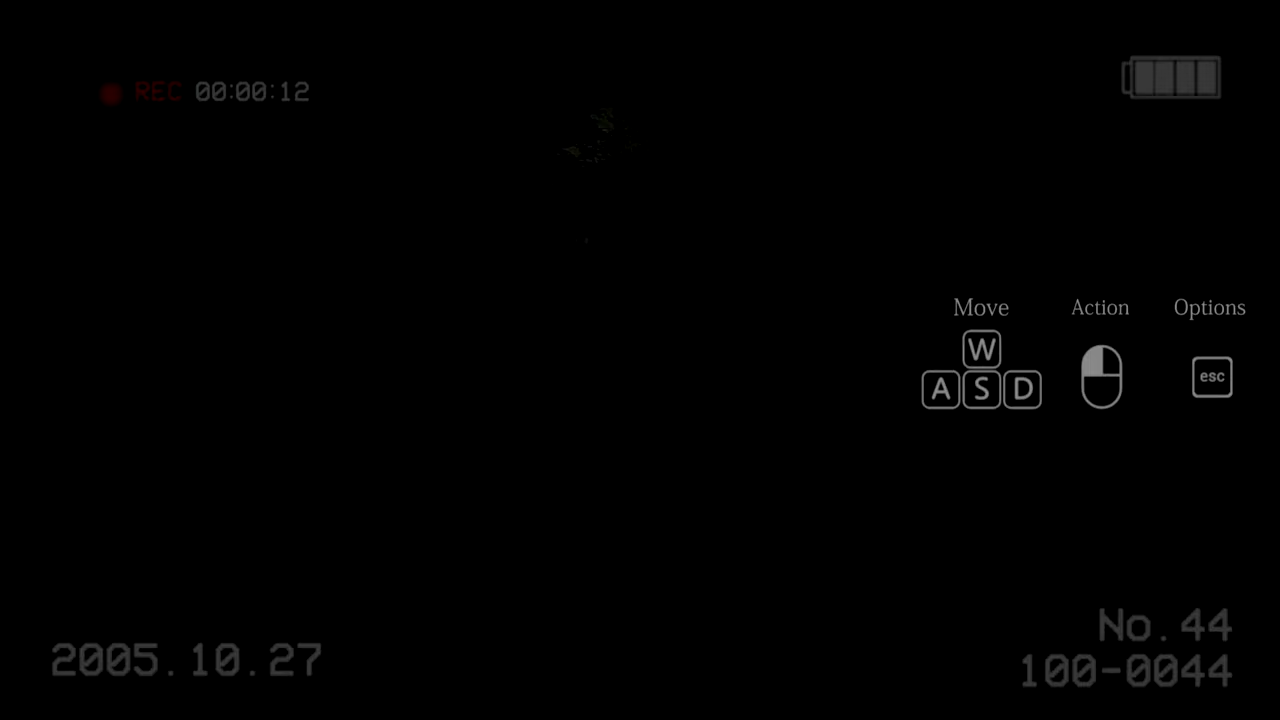 REC 00:00:12
Move Action Options
W
A S D esc
2005.10.27
No.44
100-0044